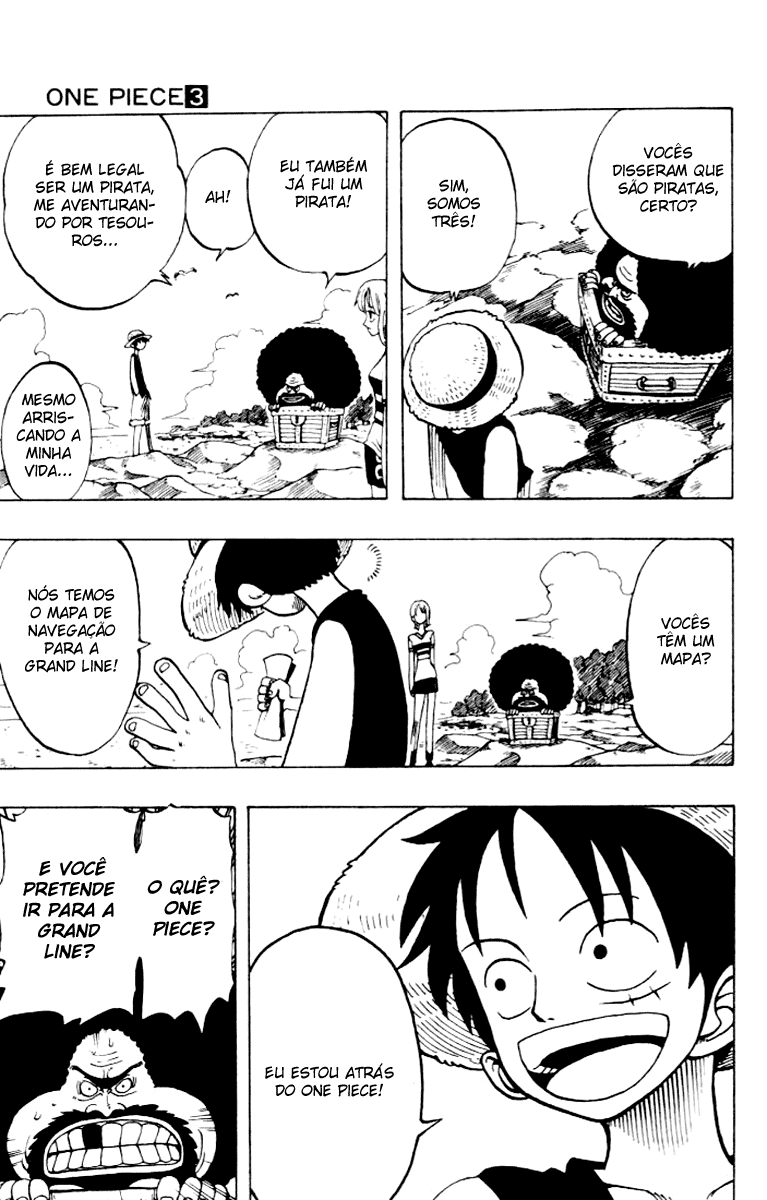 ONE PIECE 3
VOCÊS
DISSERAM QUE
SÃO PIRATAS,
CERTO?
SIM,
SOMOS
TRÊS!
EU TAMBÉM
JÁ FUI UM
PIRATA!
AH!
É BEM LEGAL
SER UM PIRATA,
ME AVENTURAN-
DO POR TESOU-
ROS...
MESMO
ARRIS-
CANDO A
MINHA
VIDA...
VOCÊS
TÊM UM
MAPA?
NÓS TEMOS
O MAPA DE
NAVEGAÇÃO
PARA A
GRAND LINE!
EU ESTOU ATRÁS
DO ONE PIECE!
O QUÊ?
ONE
PIECE?
E VOCÊ
PRETENDE
IR PARA A
GRAND
LINE?